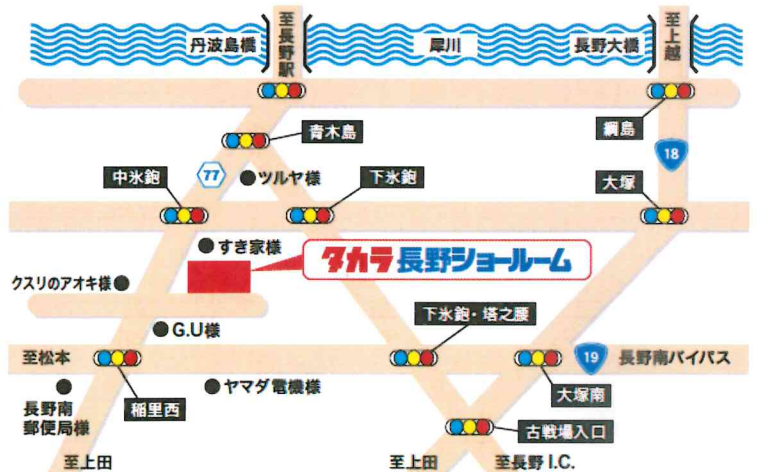 丹波島橋
至長野駅
犀川
長野大橋
至上越
青木島
綱島
77
18
中氷鉋
ツルヤ様
下氷鉋
大塚
すき家様
タカラ長野ショールーム
クスリのアオキ様
G.U様
下氷鉋・塔之腰
至松本
19
長野南バイパス
稲里西
ヤマダ電機様
大塚南
長野南
郵便局様
古戦場入口
至上田
至上田
至長野 I.C.